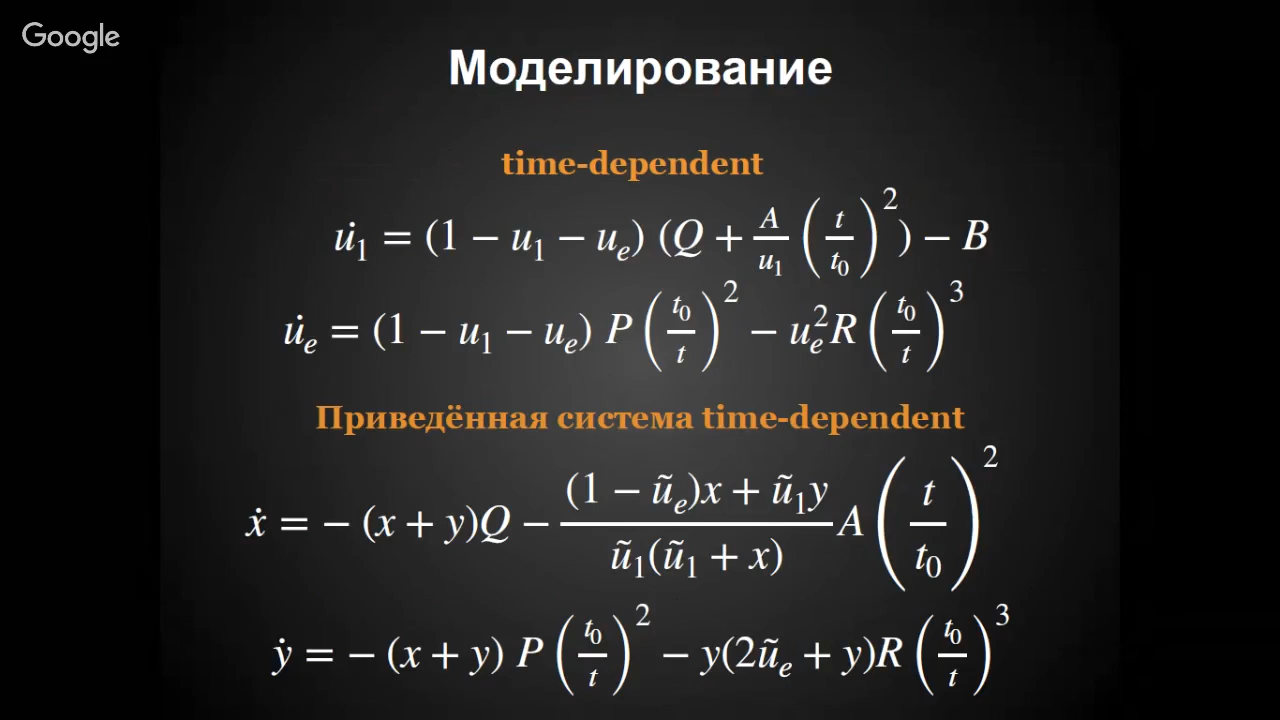 Google
Моделирование
time-dependent
u̇₁ = (1 − u₁ − uₑ) (Q + A/u₁ (t/t₀)²) − B
u̇ₑ = (1 − u₁ − uₑ) P (t₀/t)² − uₑ²R (t₀/t)³
Приведённая система time-dependent
ẋ = − (x + y)Q − ((1 − ũₑ)x + ũ₁y)/(ũ₁(ũ₁ + x)) A (t/t₀)²
ẏ = − (x + y) P (t₀/t)² − y(2ũₑ + y)R (t₀/t)³